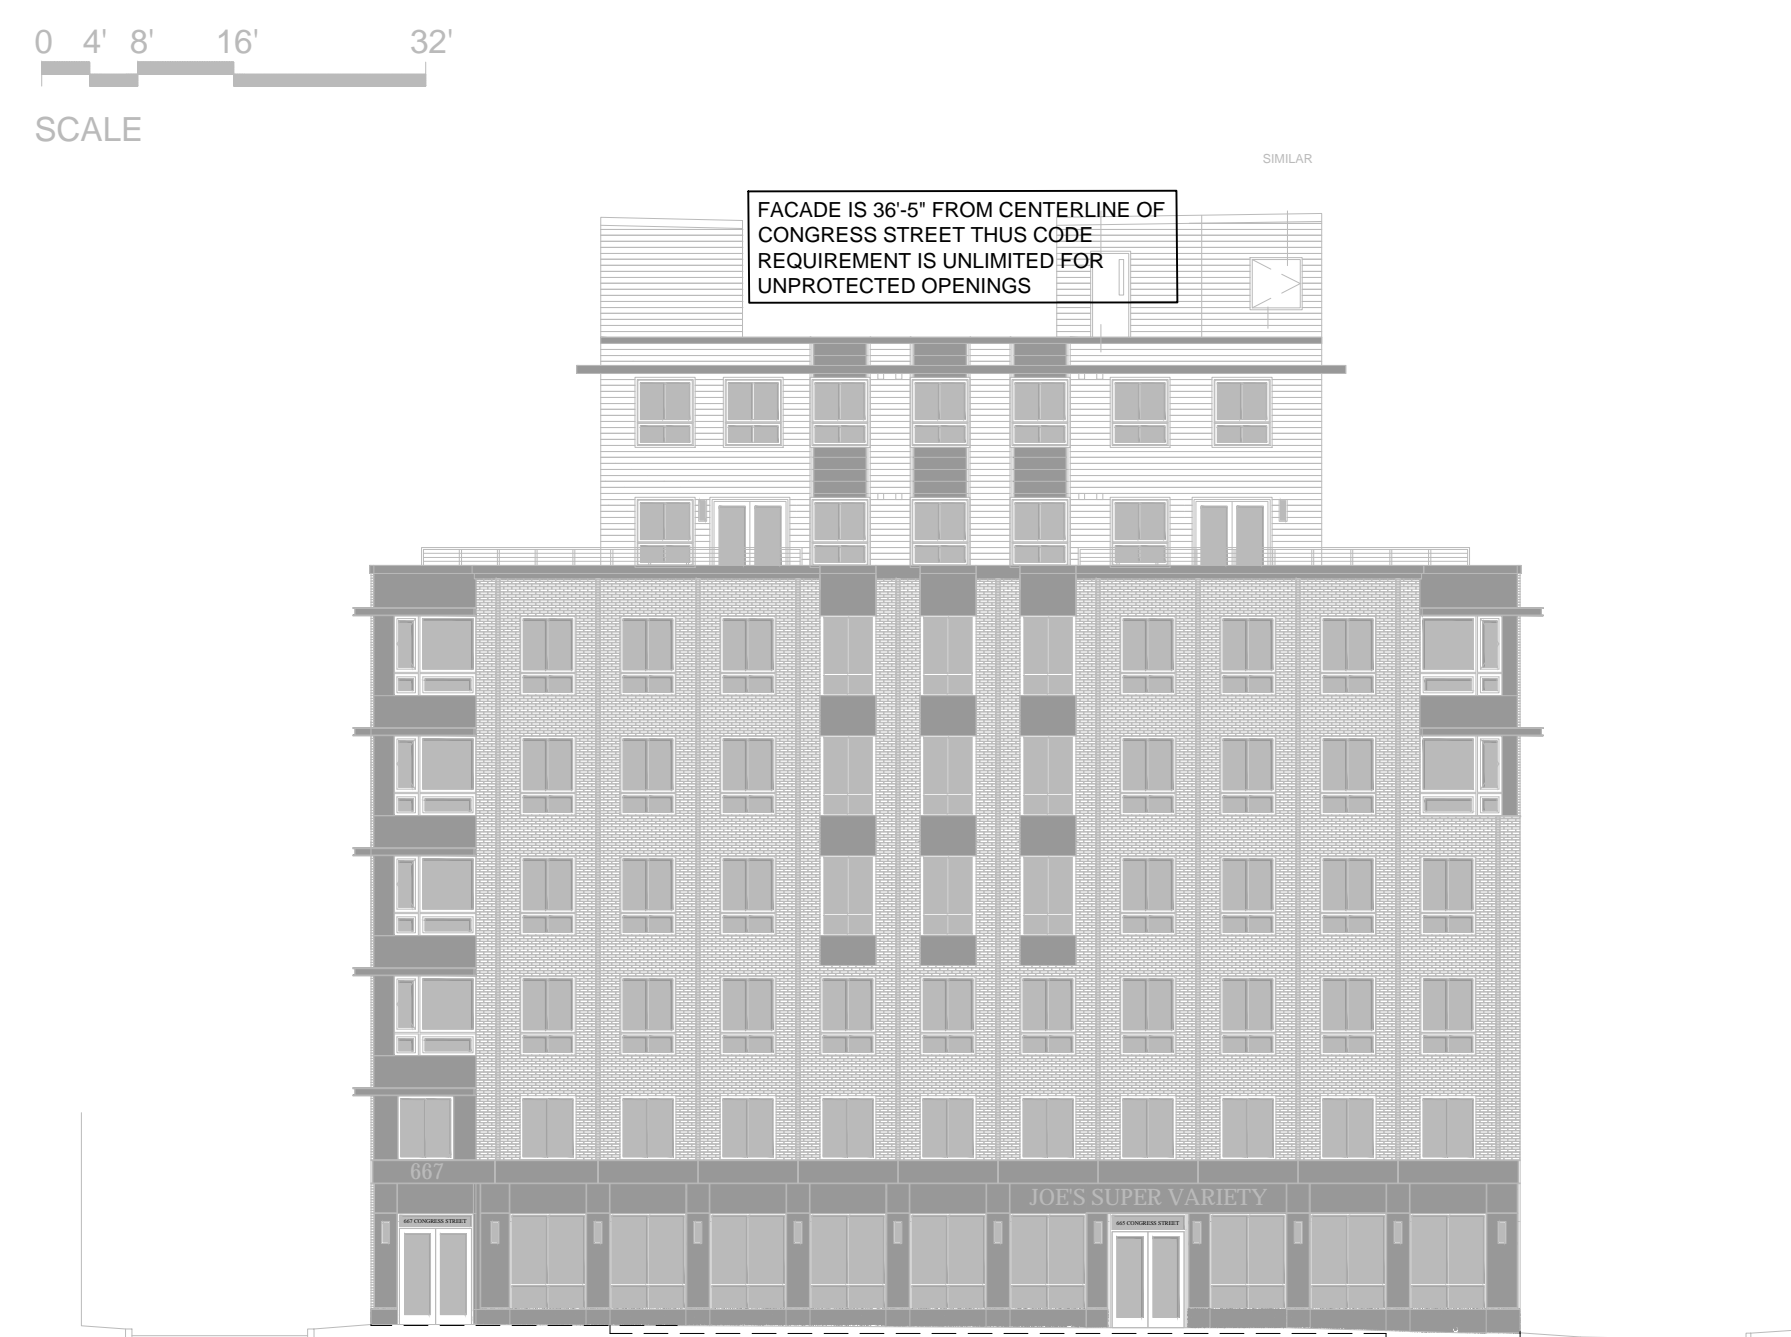 0 4' 8' 16' 32'
SCALE
SIMILAR
FACADE IS 36'-5" FROM CENTERLINE OF
CONGRESS STREET THUS CODE
REQUIREMENT IS UNLIMITED FOR
UNPROTECTED OPENINGS
667
JOE'S SUPER VARIETY
667 CONGRESS STREET
665 CONGRESS STREET